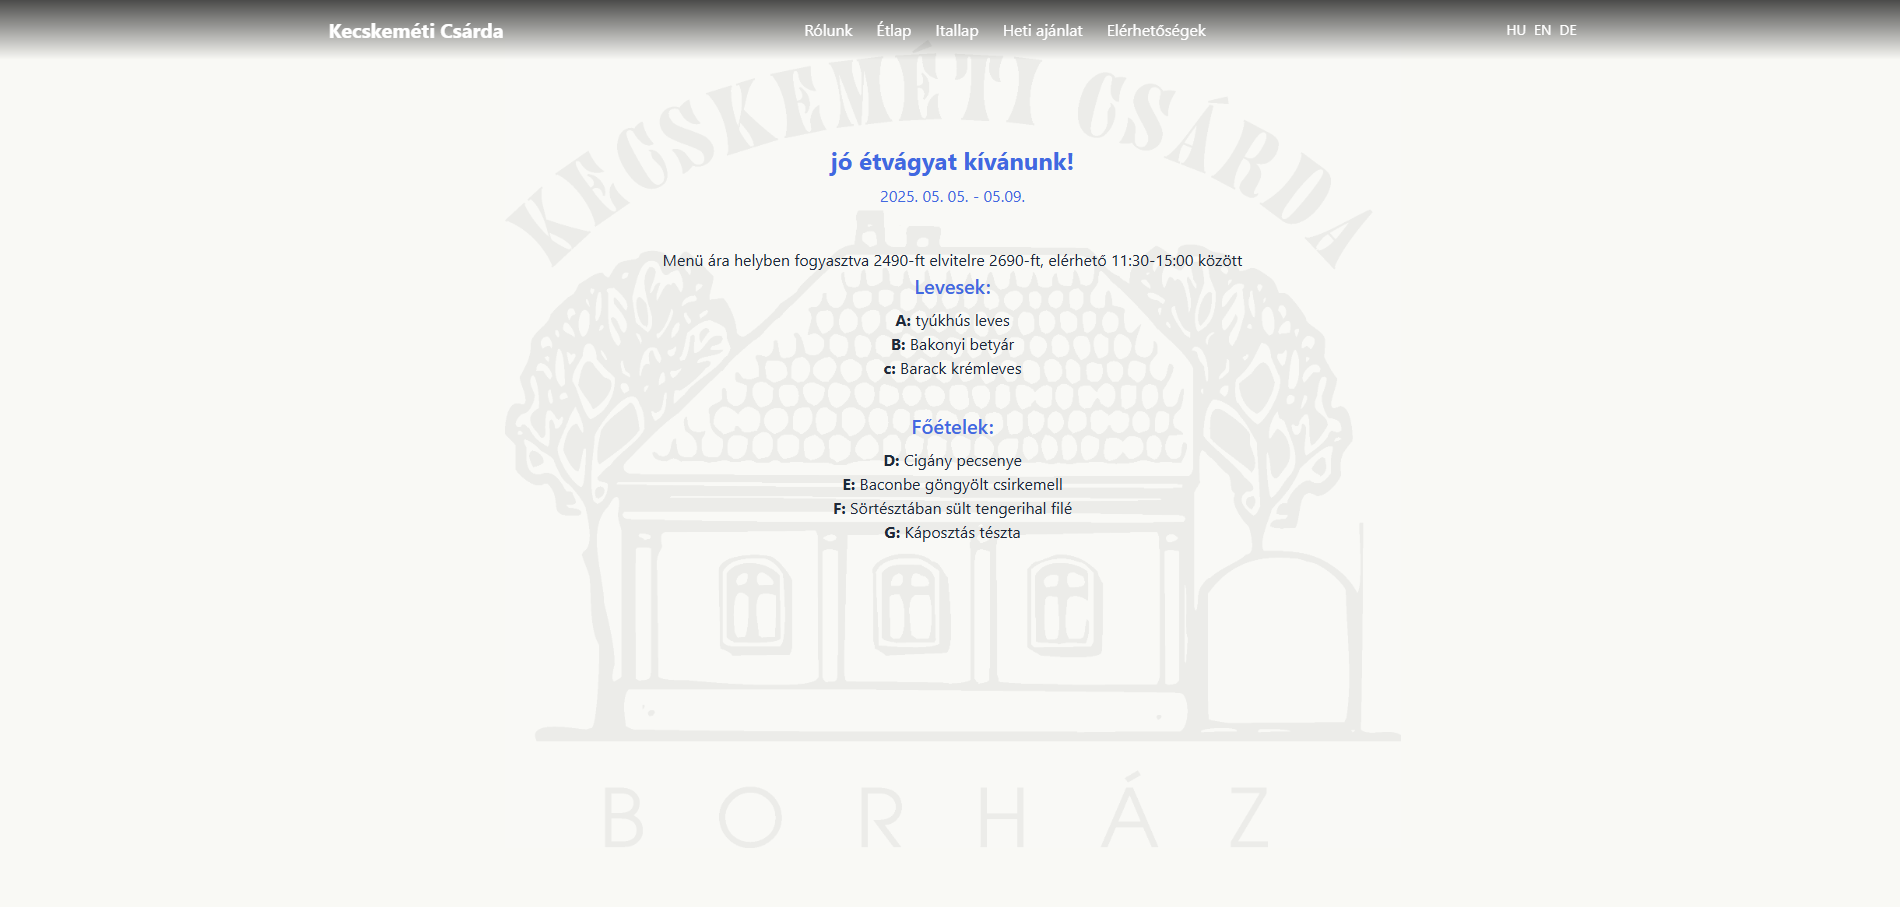 Kecskeméti Csárda
Rólunk Étlap Itallap Heti ajánlat Elérhetőségek
HU EN DE
KECSKEMÉTI CSÁRDA
jó étvágyat kívánunk!
2025. 05. 05. - 05.09.
Menü ára helyben fogyasztva 2490-ft elvitelre 2690-ft, elérhető 11:30-15:00 között
Levesek:
A: tyúkhús leves
B: Bakonyi betyár
c: Barack krémleves
Főételek:
D: Cigány pecsenye
E: Baconbe göngyölt csirkemell
F: Sörtésztában sült tengerihal filé
G: Káposztás tészta
BORHÁZ